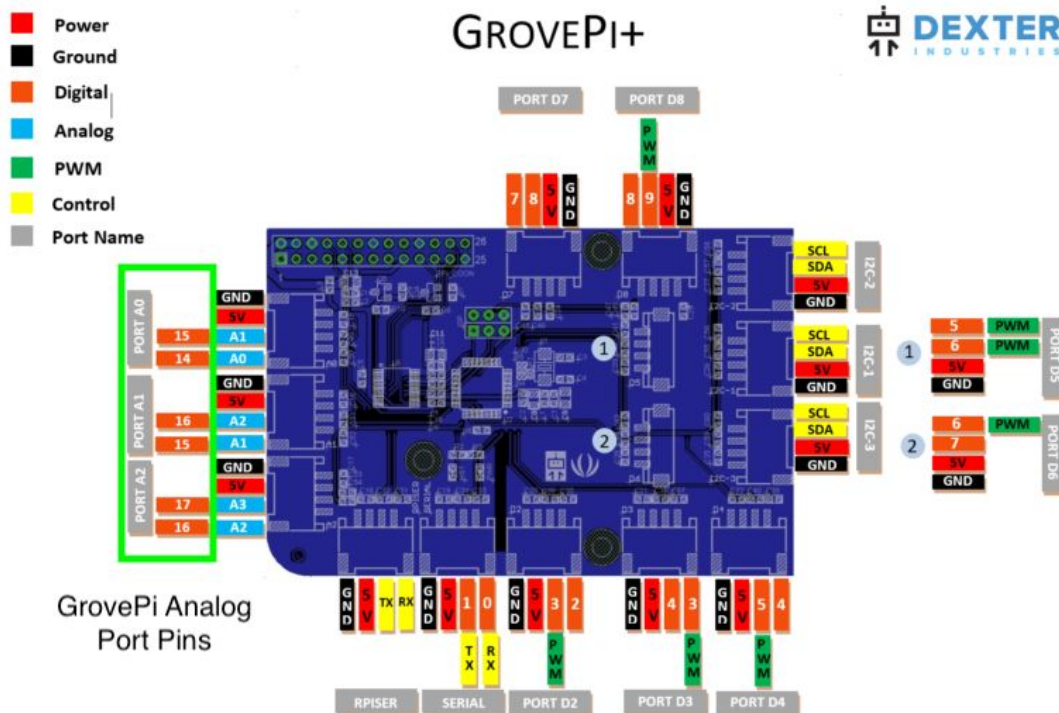 GROVEPI+
DEXTER
INDUSTRIES
Power
Ground
Digital
Analog
PWM
Control
Port Name
PORT D7
PORT D8
PWM
7 8 5V GND
8 9 5V GND
26
25
PORT A0
GND
5V
15 A1
14 A0
PORT A1
GND
5V
16 A2
15 A1
PORT A2
GND
5V
17 A3
16 A2
GrovePi Analog
Port Pins
SCL
SDA
5V
GND
I2C-2
SCL
SDA
5V
GND
I2C-1
SCL
SDA
5V
GND
I2C-3
1
2
1
5 PWM
6 PWM
5V
GND
PORT D5
2
6 PWM
7
5V
GND
PORT D6
GND 5V TX RX
GND 5V 1 0
GND 5V 3 2
GND 5V 4 3
GND 5V 5 4
TX RX
PWM
PWM
PWM
RPISER
SERIAL
PORT D2
PORT D3
PORT D4